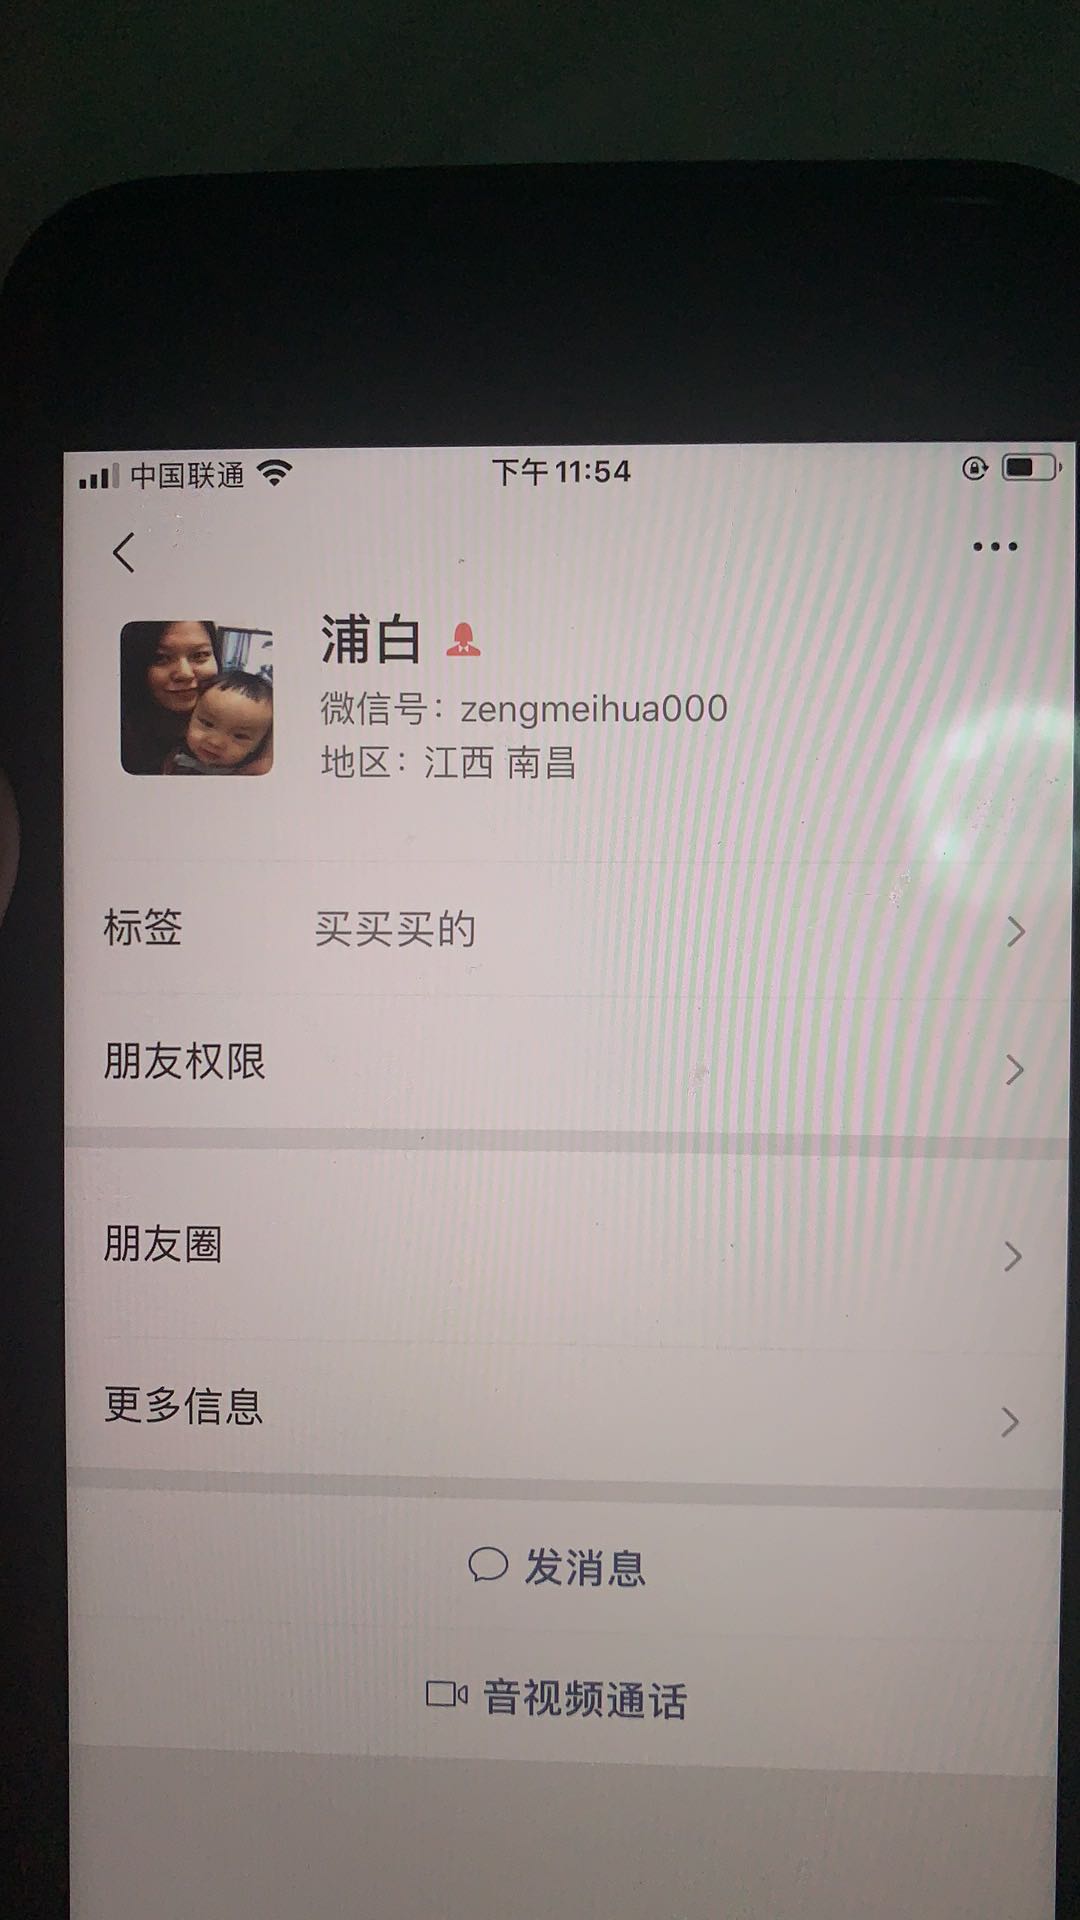 中国联通 下午11:54
浦白
微信号：zengmeihua000
地区：江西 南昌
标签 买买买的
朋友权限
朋友圈
更多信息
发消息
音视频通话